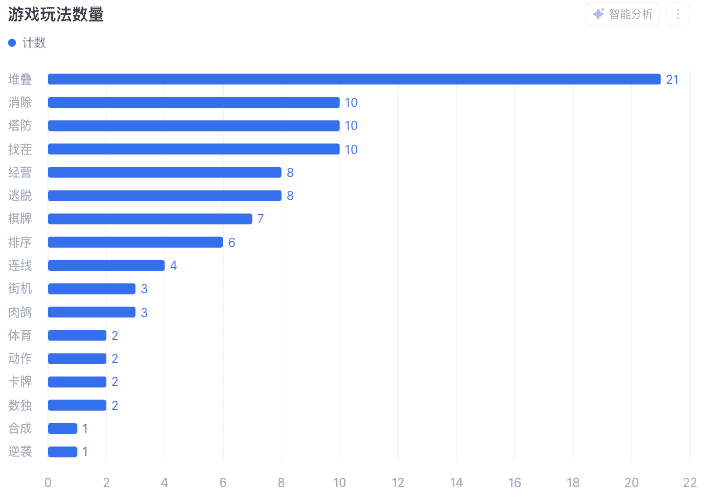 游戏玩法数量
智能分析
计数
堆叠 21
消除 10
塔防 10
找茬 10
经营 8
逃脱 8
棋牌 7
排序 6
连线 4
街机 3
肉鸽 3
体育 2
动作 2
卡牌 2
数独 2
合成 1
逆袭 1
0 2 4 6 8 10 12 14 16 18 20 22